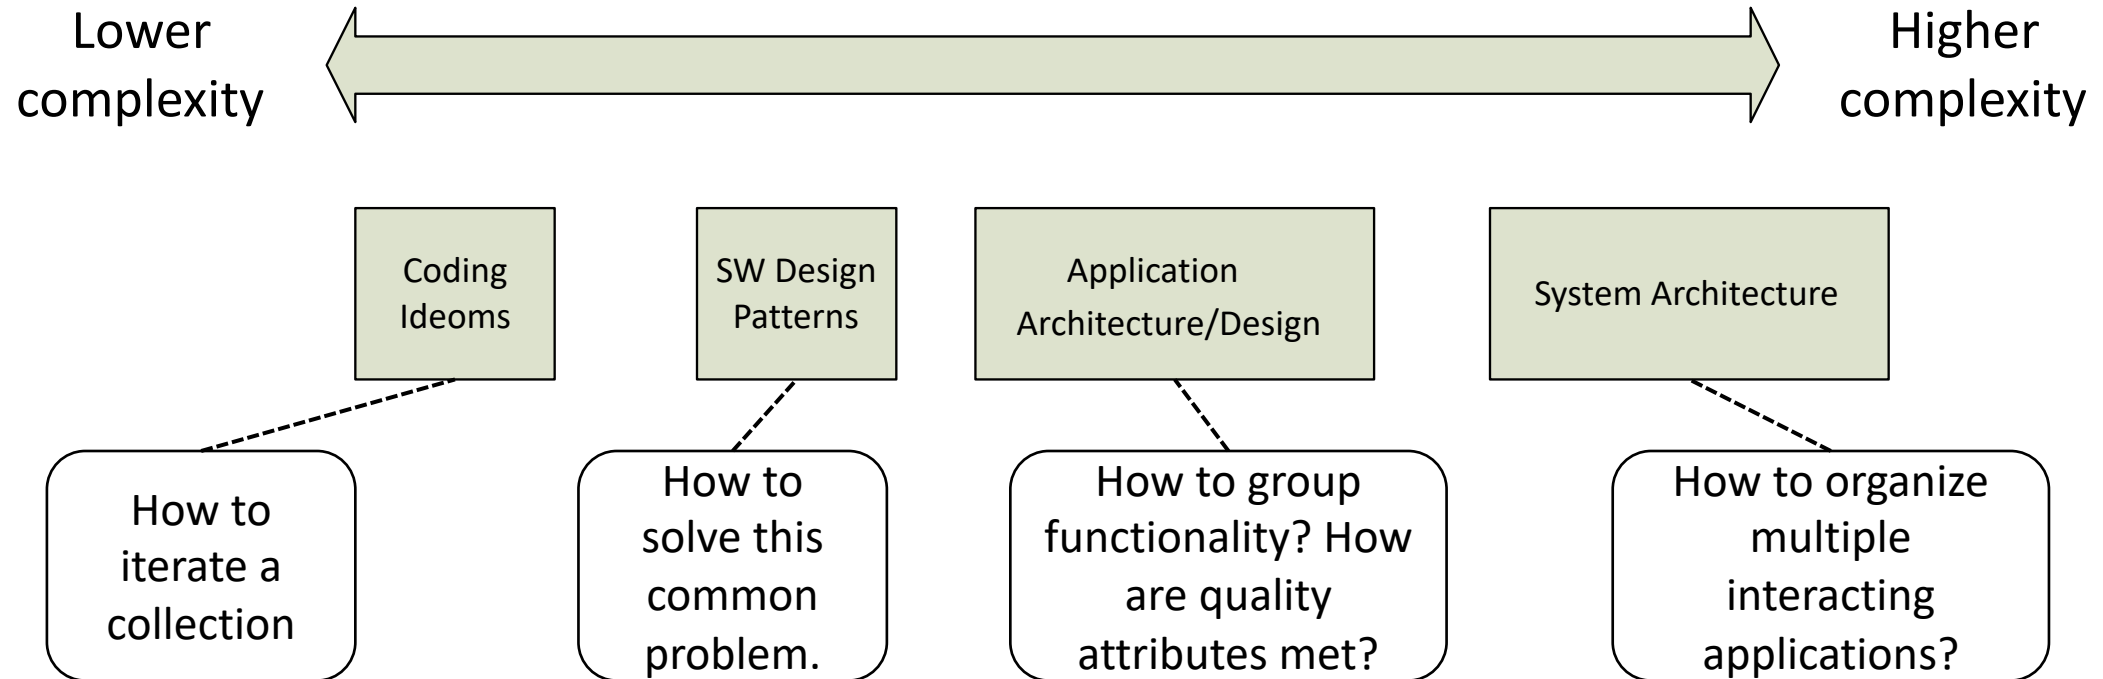 Lower
complexity
Higher
complexity
Coding
Ideoms
SW Design
Patterns
Application
Architecture/Design
System Architecture
How to
iterate a
collection
How to
solve this
common
problem.
How to group
functionality? How
are quality
attributes met?
How to organize
multiple
interacting
applications?